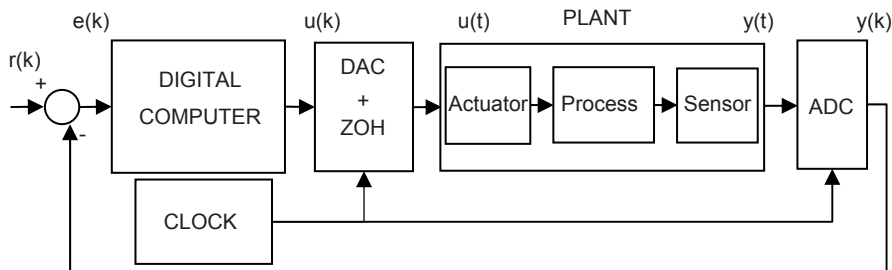 e(k)
u(k)
u(t)
PLANT
y(t)
y(k)
r(k)
+
-
DIGITAL
COMPUTER
DAC
+
ZOH
Actuator
Process
Sensor
ADC
CLOCK